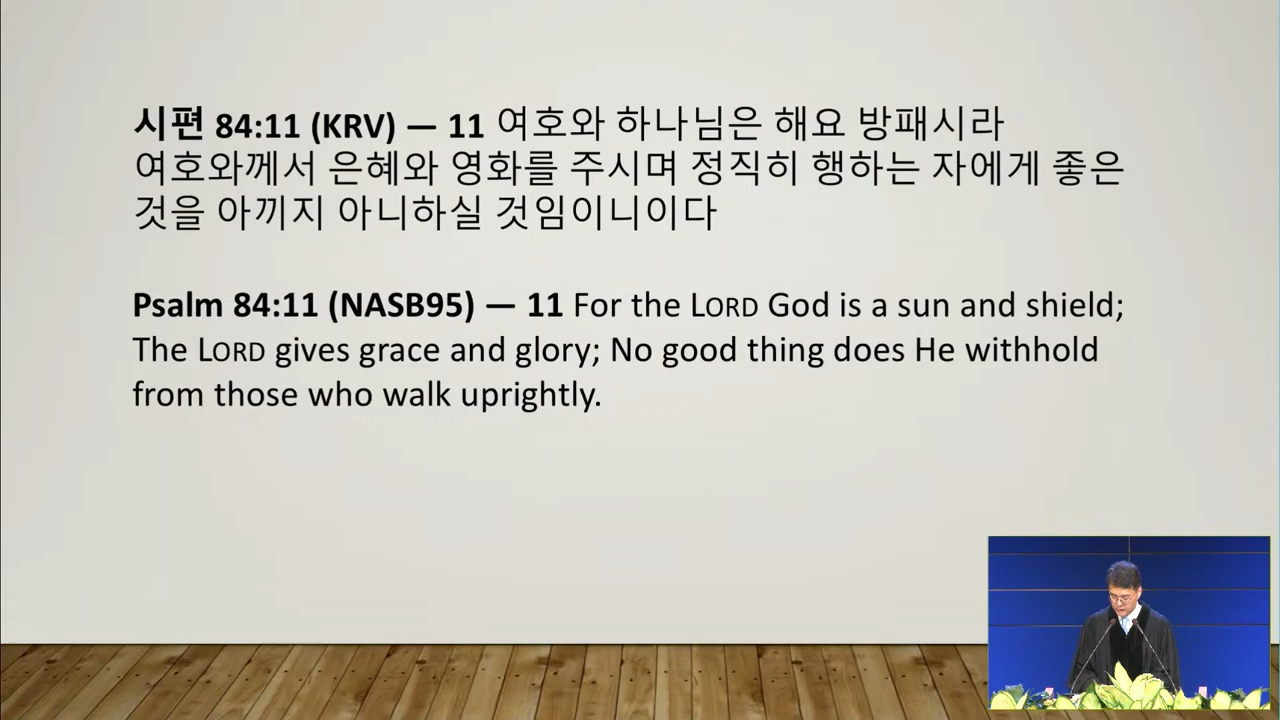 시편 84:11 (KRV) — 11 여호와 하나님은 해요 방패시라
여호와께서 은혜와 영화를 주시며 정직히 행하는 자에게 좋은
것을 아끼지 아니하실 것임이니이다
Psalm 84:11 (NASB95) — 11 For the LORD God is a sun and shield;
The LORD gives grace and glory; No good thing does He withhold
from those who walk uprightly.